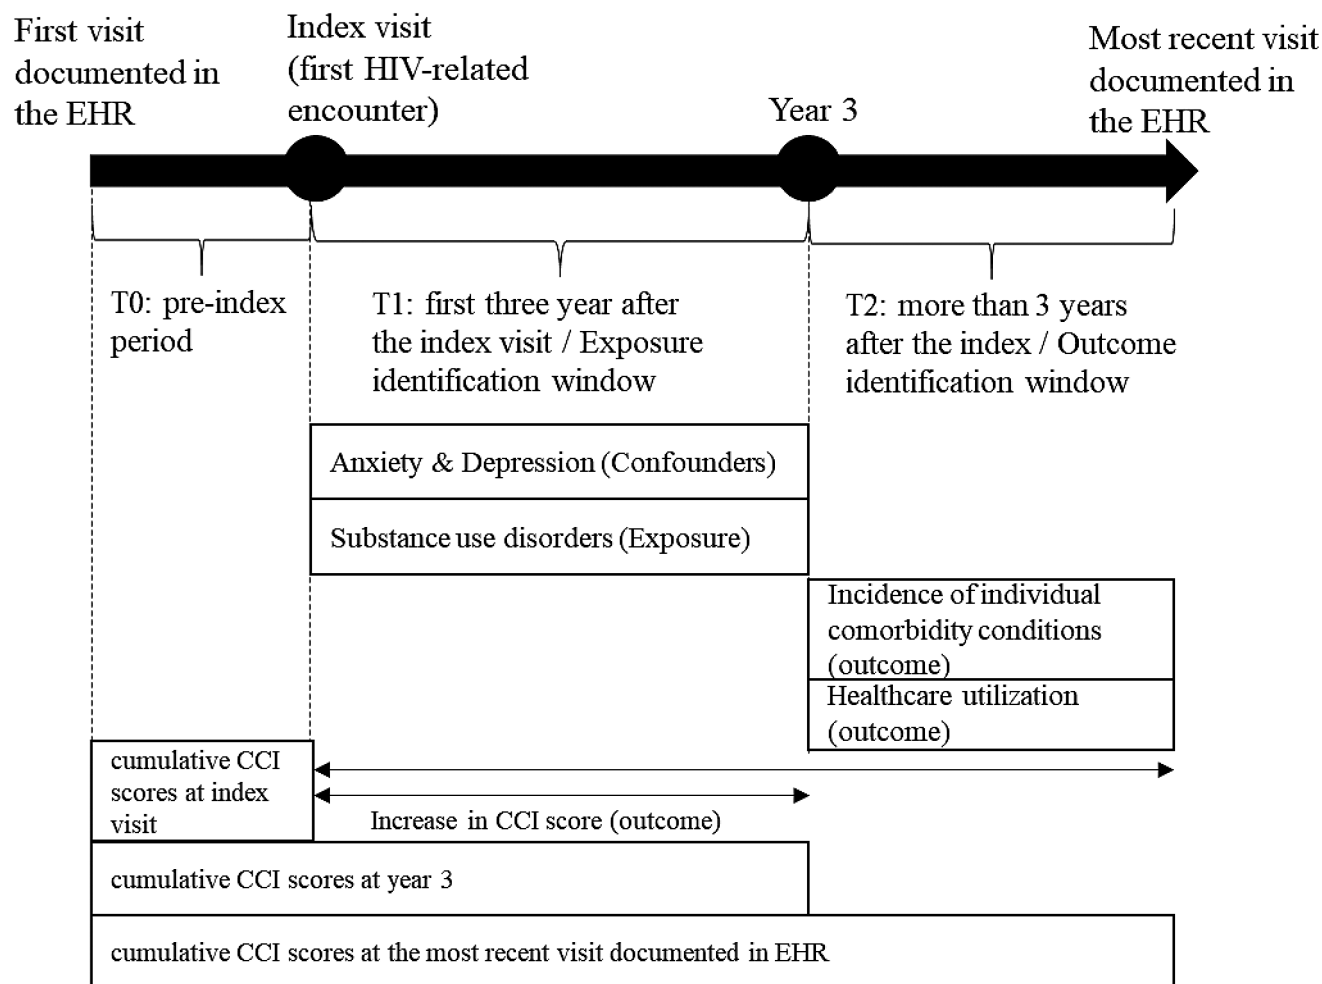 First visit
documented in
the EHR
Index visit
(first HIV-related
encounter)
Year 3
Most recent visit
documented in
the EHR
T0: pre-index
period
T1: first three year after
the index visit / Exposure
identification window
T2: more than 3 years
after the index / Outcome
identification window
Anxiety & Depression (Confounders)
Substance use disorders (Exposure)
Incidence of individual
comorbidity conditions
(outcome)
Healthcare utilization
(outcome)
cumulative CCI
scores at index
visit
Increase in CCI score (outcome)
cumulative CCI scores at year 3
cumulative CCI scores at the most recent visit documented in EHR